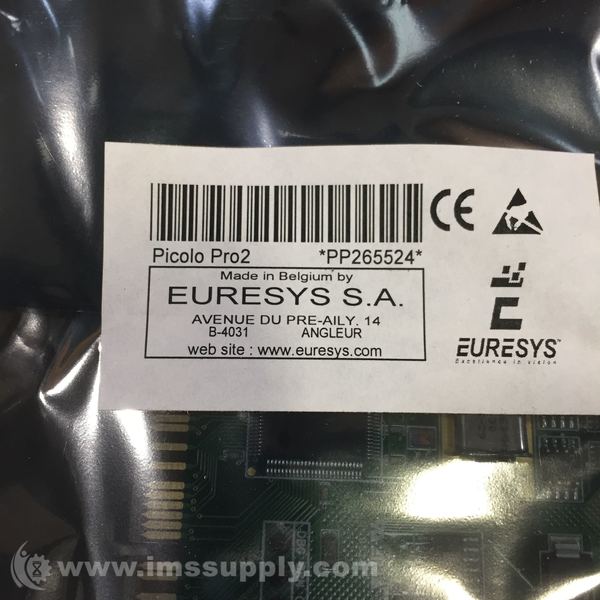 CE
Picolo Pro2 *PP265524*
Made in Belgium by
EURESYS S.A.
AVENUE DU PRE-AILY. 14
B-4031 ANGLEUR
web site : www.euresys.com
EURESYS™
Excellence in vision
www.imssupply.com